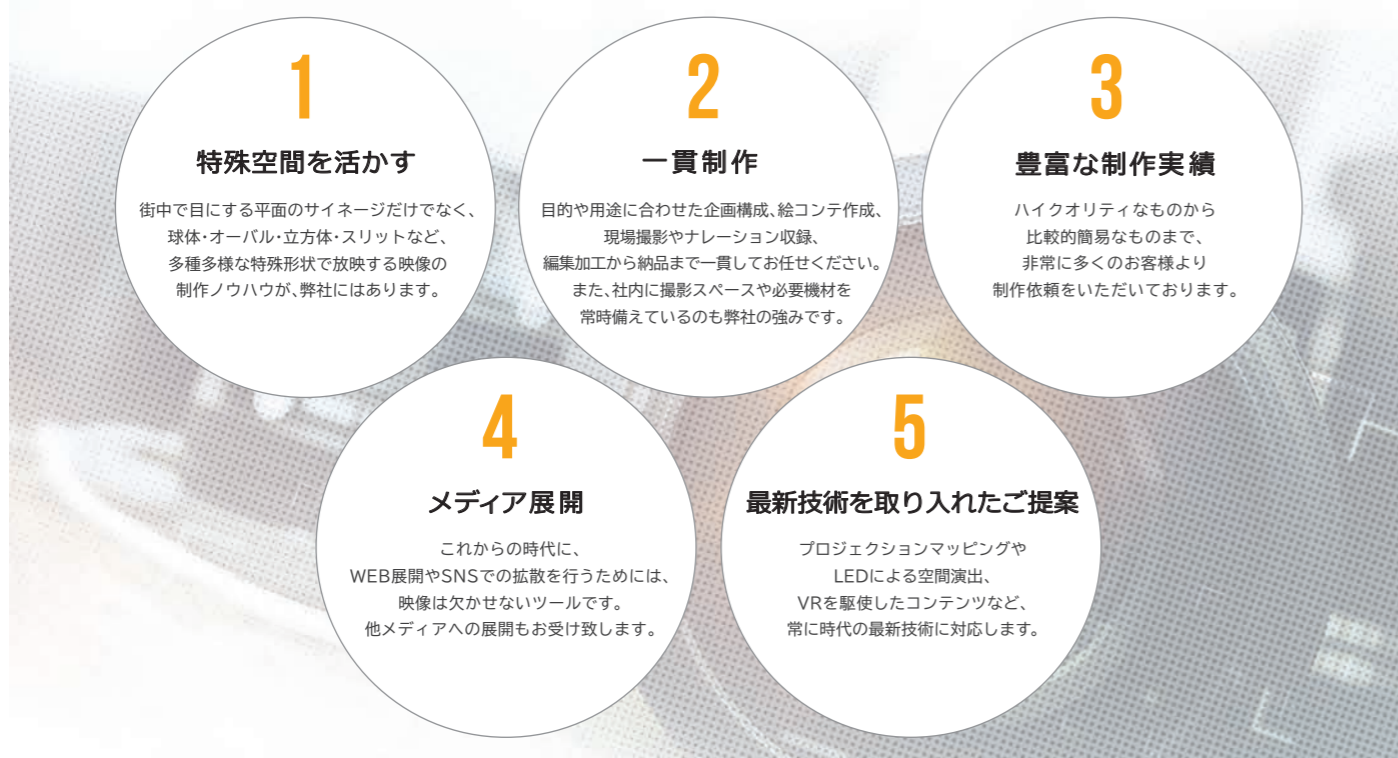 1
特殊空間を活かす
街中で目にする平面のサイネージだけでなく、
球体・オーバル・立方体・スリットなど、
多種多様な特殊形状で放映する映像の
制作ノウハウが、弊社にはあります。
2
一貫制作
目的や用途に合わせた企画構成、絵コンテ作成、
現場撮影やナレーション収録、
編集加工から納品まで一貫してお任せください。
また、社内に撮影スペースや必要機材を
常時備えているのも弊社の強みです。
3
豊富な制作実績
ハイクオリティなものから
比較的簡易なものまで、
非常に多くのお客様より
制作依頼をいただいております。
4
メディア展開
これからの時代に、
WEB展開やSNSでの拡散を行うためには、
映像は欠かせないツールです。
他メディアへの展開もお受け致します。
5
最新技術を取り入れたご提案
プロジェクションマッピングや
LEDによる空間演出、
VRを駆使したコンテンツなど、
常に時代の最新技術に対応します。